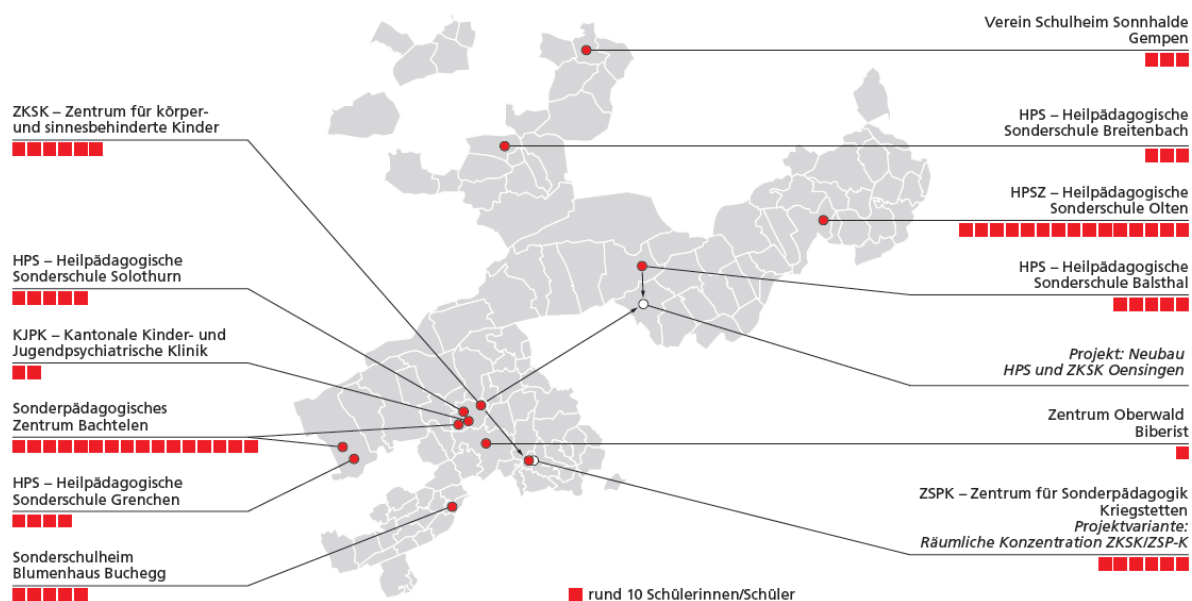 Verein Schulheim Sonnhalde
Gempen
ZKSK – Zentrum für körper-
und sinnesbehinderte Kinder
HPS – Heilpädagogische
Sonderschule Breitenbach
HPSZ – Heilpädagogische
Sonderschule Olten
HPS – Heilpädagogische
Sonderschule Solothurn
HPS – Heilpädagogische
Sonderschule Balsthal
KJPK – Kantonale Kinder- und
Jugendpsychiatrische Klinik
Projekt: Neubau
HPS und ZKSK Oensingen
Sonderpädagogisches
Zentrum Bachtelen
Zentrum Oberwald
Biberist
HPS – Heilpädagogische
Sonderschule Grenchen
ZSPK – Zentrum für Sonderpädagogik
Kriegstetten
Projektvariante:
Räumliche Konzentration ZKSK/ZSP-K
Sonderschulheim
Blumenhaus Buchegg
rund 10 Schülerinnen/Schüler